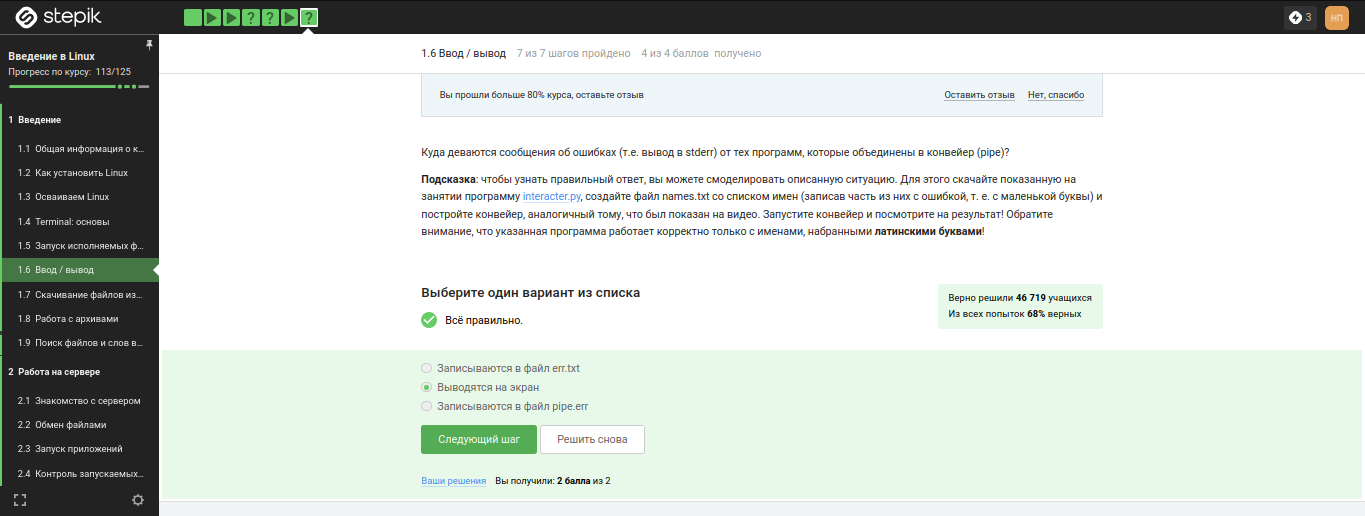 stepik
? ? ?
3
НП
Введение в Linux
Прогресс по курсу: 113/125
1 Введение
1.1 Общая информация о к...
1.2 Как установить Linux
1.3 Осваиваем Linux
1.4 Terminal: основы
1.5 Запуск исполняемых ф...
1.6 Ввод / вывод
1.7 Скачивание файлов из...
1.8 Работа с архивами
1.9 Поиск файлов и слов в...
2 Работа на сервере
2.1 Знакомство с сервером
2.2 Обмен файлами
2.3 Запуск приложений
2.4 Контроль запускаемых...
1.6 Ввод / вывод 7 из 7 шагов пройдено 4 из 4 баллов получено
Вы прошли больше 80% курса, оставьте отзыв Оставить отзыв Нет, спасибо
Куда деваются сообщения об ошибках (т.е. вывод в stderr) от тех программ, которые объединены в конвейер (pipe)?
Подсказка: чтобы узнать правильный ответ, вы можете смоделировать описанную ситуацию. Для этого скачайте показанную на
занятии программу interacter.py, создайте файл names.txt со списком имен (записав часть из них с ошибкой, т. е. с маленькой буквы) и
постройте конвейер, аналогичный тому, что был показан на видео. Запустите конвейер и посмотрите на результат! Обратите
внимание, что указанная программа работает корректно только с именами, набранными латинскими буквами!
Выберите один вариант из списка
Всё правильно.
Верно решили 46 719 учащихся
Из всех попыток 68% верных
Записываются в файл err.txt
Выводятся на экран
Записываются в файл pipe.err
Следующий шаг Решить снова
Ваши решения Вы получили: 2 балла из 2